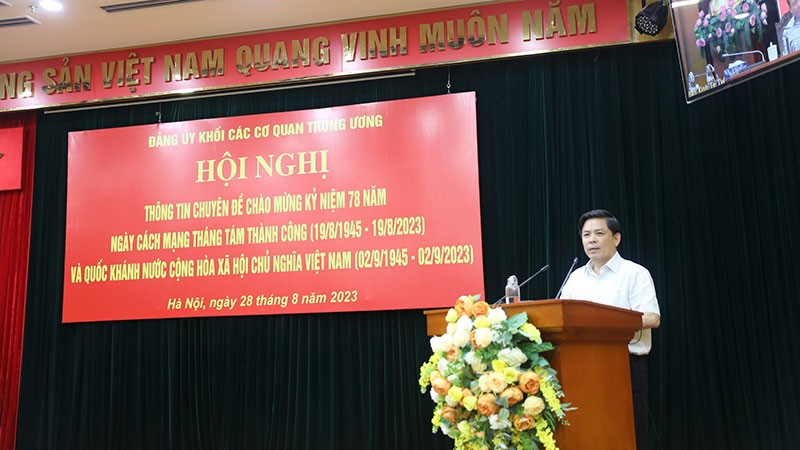 NG SẢN VIỆT NAM QUANG VINH MUÔN NĂM
ĐẢNG ỦY KHỐI CÁC CƠ QUAN TRUNG ƯƠNG
HỘI NGHỊ
THÔNG TIN CHUYÊN ĐỀ CHÀO MỪNG KỶ NIỆM 78 NĂM
NGÀY CÁCH MẠNG THÁNG TÁM THÀNH CÔNG (19/8/1945 - 19/8/2023)
VÀ QUỐC KHÁNH NƯỚC CỘNG HÒA XÃ HỘI CHỦ NGHĨA VIỆT NAM (02/9/1945 - 02/9/2023)
Hà Nội, ngày 28 tháng 8 năm 2023